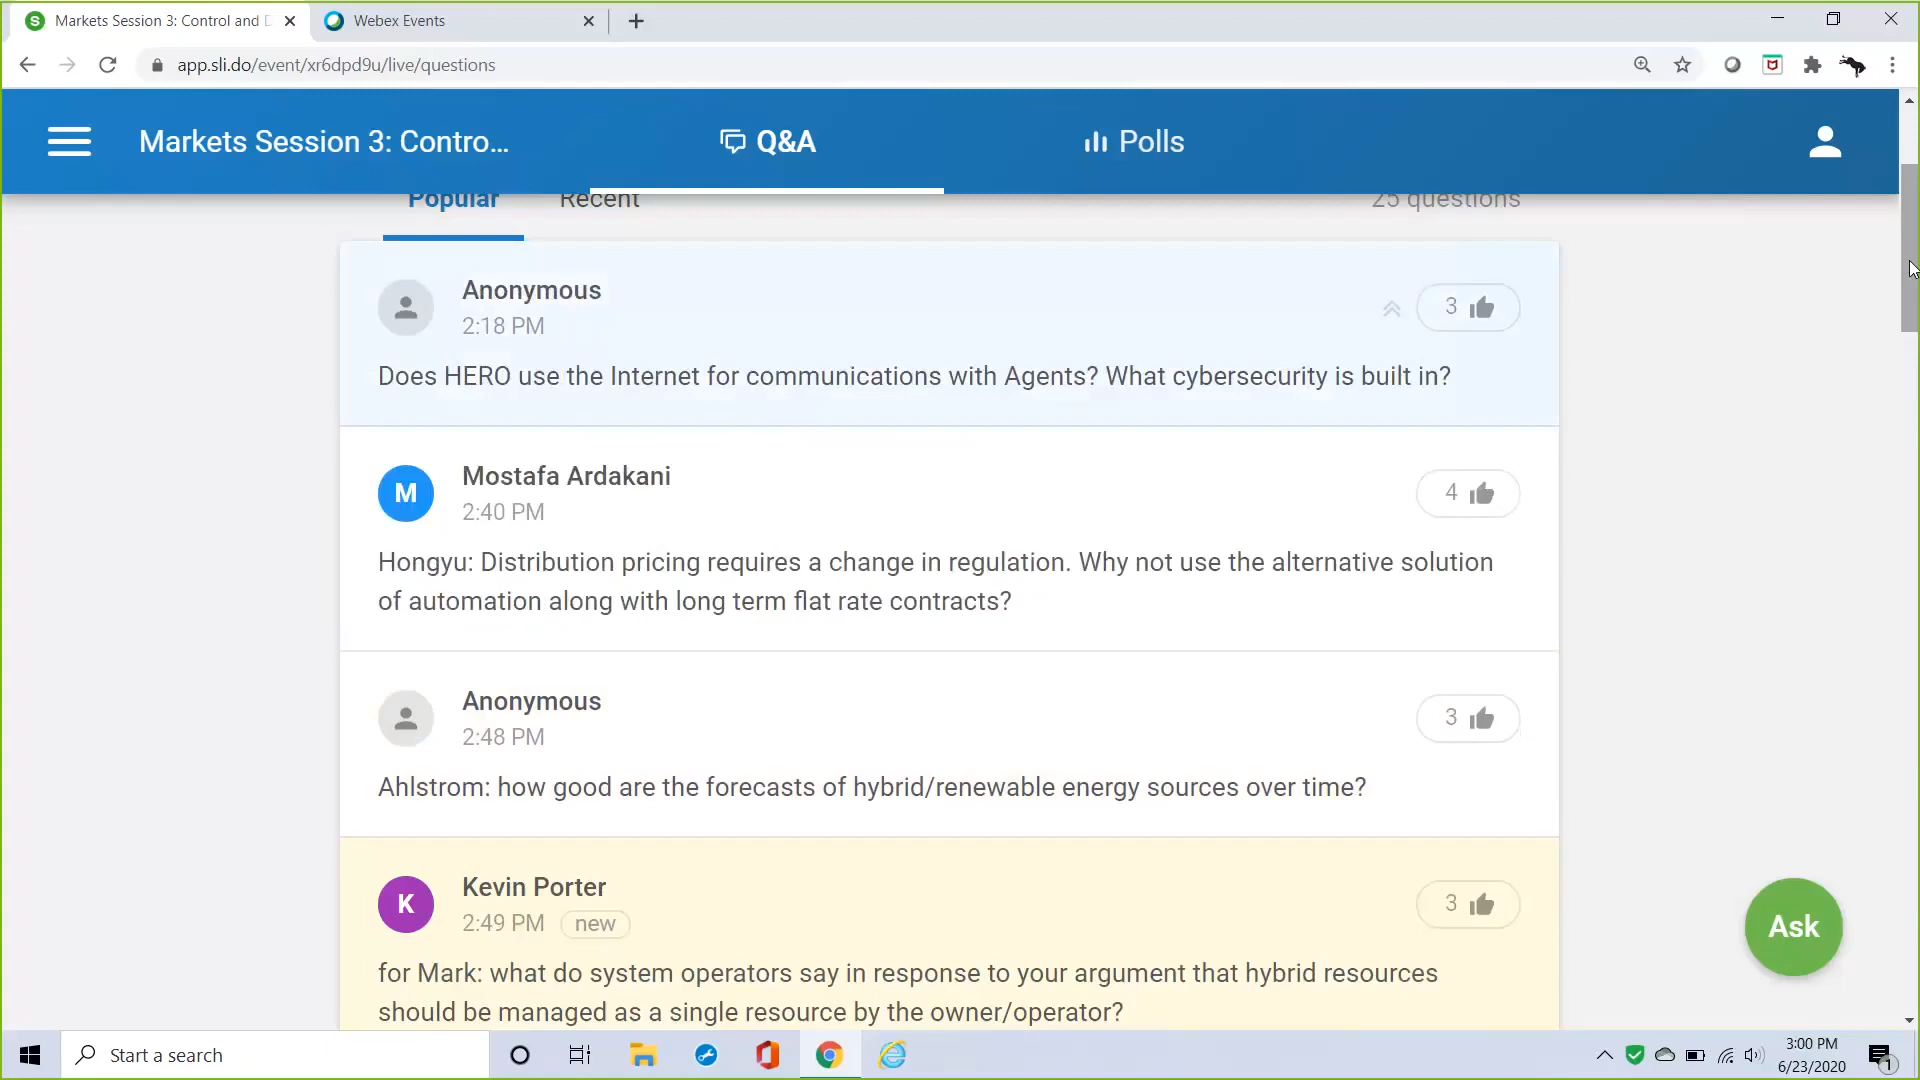 Markets Session 3: Control and D
Webex Events
app.sli.do/event/xr6dpd9u/live/questions
Markets Session 3: Contro...
Q&A
Polls
Popular
Recent
25 questions
Anonymous
2:18 PM
3
Does HERO use the Internet for communications with Agents? What cybersecurity is built in?
M
Mostafa Ardakani
2:40 PM
4
Hongyu: Distribution pricing requires a change in regulation. Why not use the alternative solution
of automation along with long term flat rate contracts?
Anonymous
2:48 PM
3
Ahlstrom: how good are the forecasts of hybrid/renewable energy sources over time?
K
Kevin Porter
2:49 PM new
3
for Mark: what do system operators say in response to your argument that hybrid resources
should be managed as a single resource by the owner/operator?
Ask
Start a search
3:00 PM
6/23/2020
1